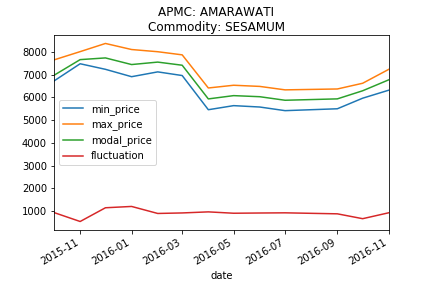 APMC: AMARAWATI
Commodity: SESAMUM
8000
7000
6000
5000
4000
3000
2000
1000
min_price
max_price
modal_price
fluctuation
2015-11
2016-01
2016-03
2016-05
2016-07
2016-09
2016-11
date